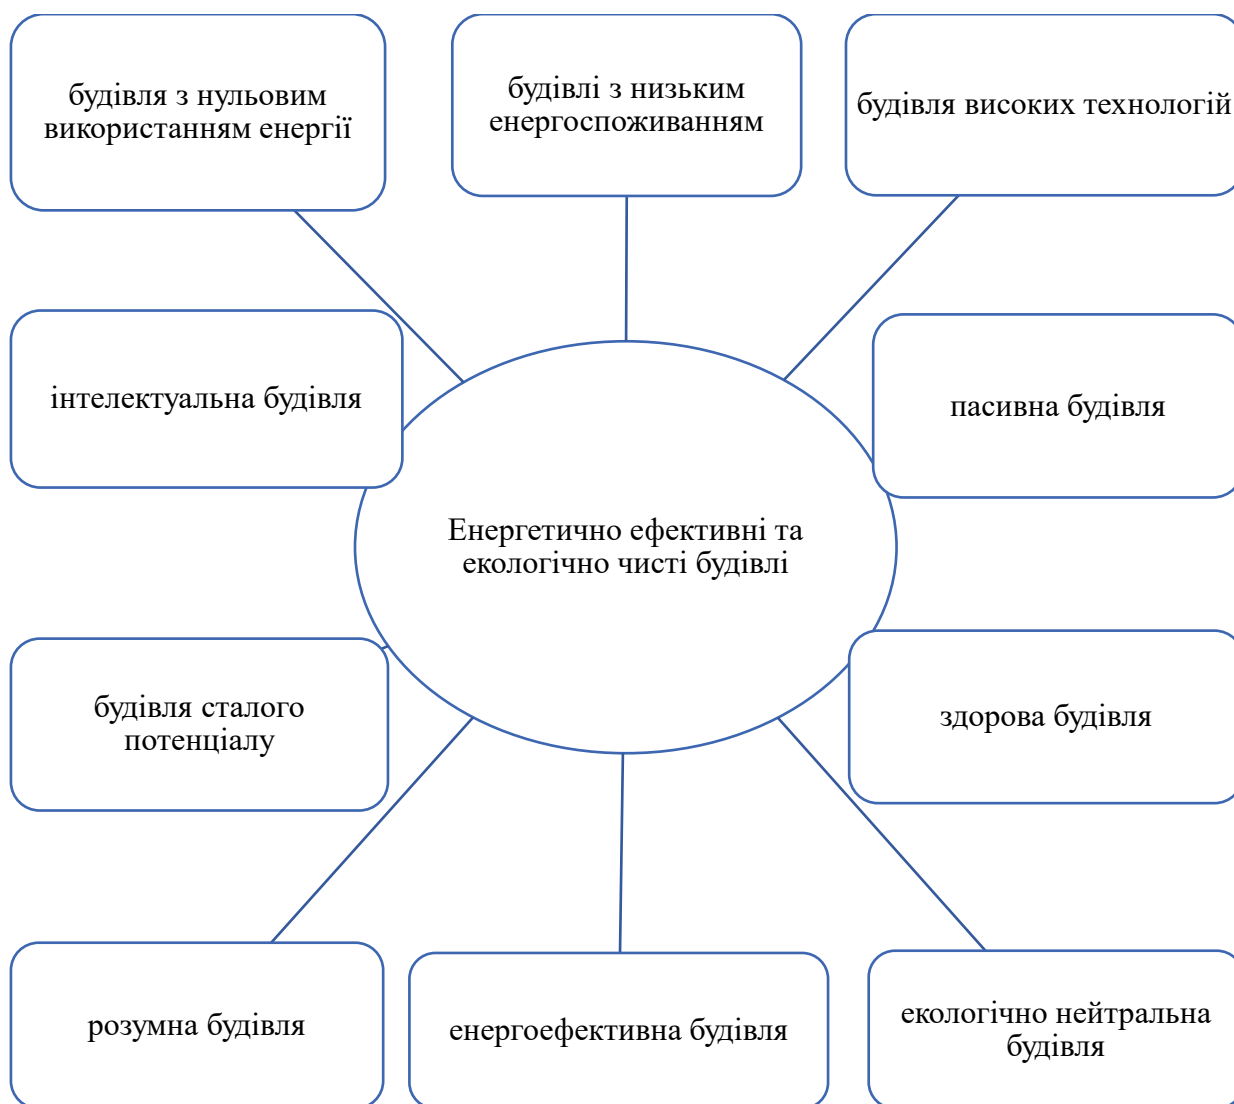 будівля з нульовим
використанням енергії
будівлі з низьким
енергоспоживанням
будівля високих технологій
інтелектуальна будівля
пасивна будівля
Енергетично ефективні та
екологічно чисті будівлі
будівля сталого
потенціалу
здорова будівля
розумна будівля
енергоефективна будівля
екологічно нейтральна
будівля